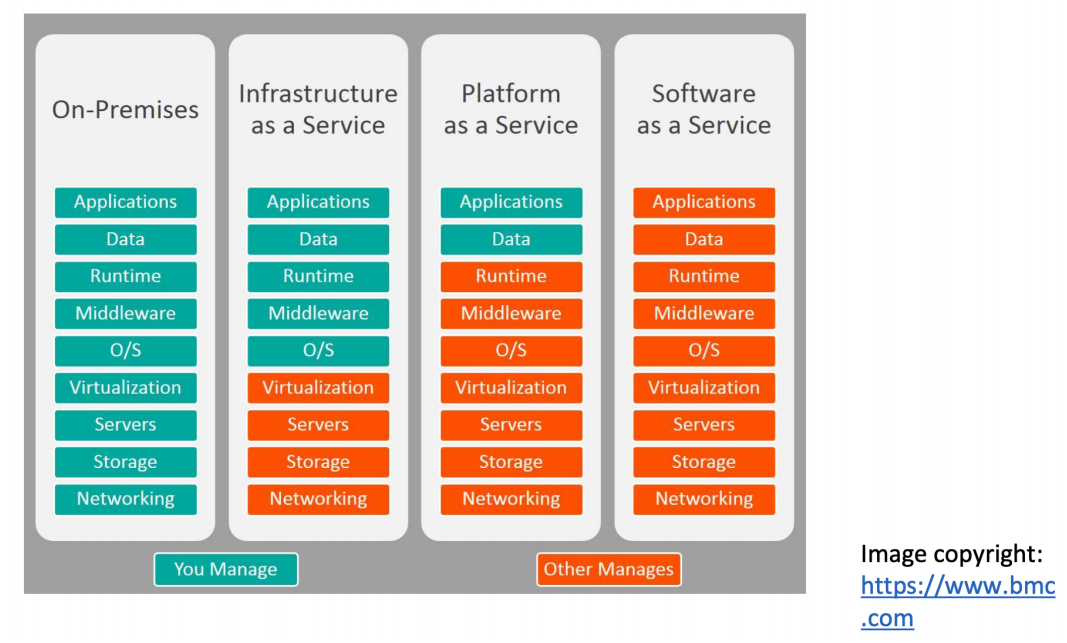 On-Premises
Infrastructure
as a Service
Platform
as a Service
Software
as a Service
Applications
Data
Runtime
Middleware
O/S
Virtualization
Servers
Storage
Networking
Applications
Data
Runtime
Middleware
O/S
Virtualization
Servers
Storage
Networking
Applications
Data
Runtime
Middleware
O/S
Virtualization
Servers
Storage
Networking
Applications
Data
Runtime
Middleware
O/S
Virtualization
Servers
Storage
Networking
You Manage
Other Manages
Image copyright:
https://www.bmc
.com